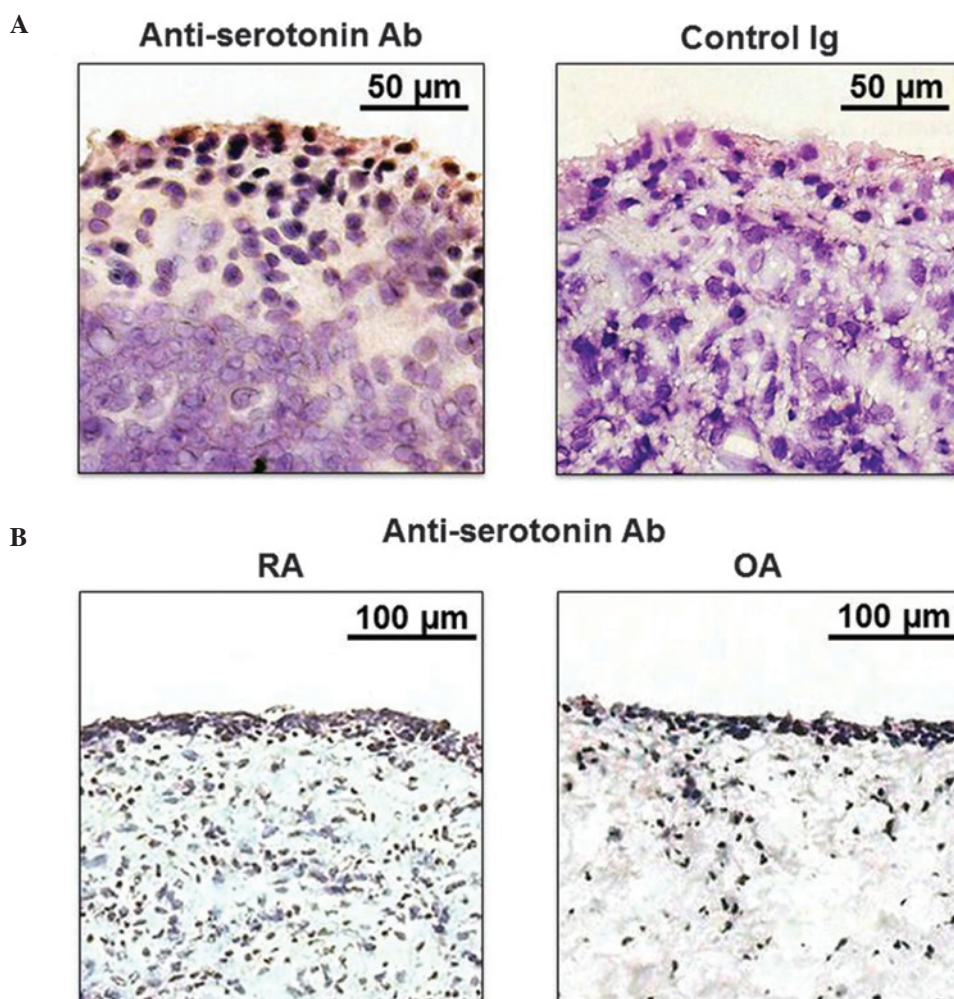 A
Anti-serotonin Ab
Control Ig
50 μm
50 μm
B
Anti-serotonin Ab
RA
OA
100 μm
100 μm